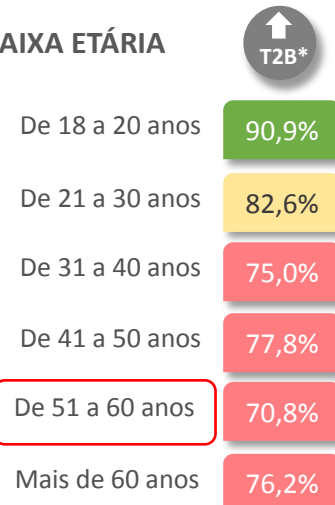 AIXA ETÁRIA
T2B*
De 18 a 20 anos 90,9%
De 21 a 30 anos 82,6%
De 31 a 40 anos 75,0%
De 41 a 50 anos 77,8%
De 51 a 60 anos 70,8%
Mais de 60 anos 76,2%